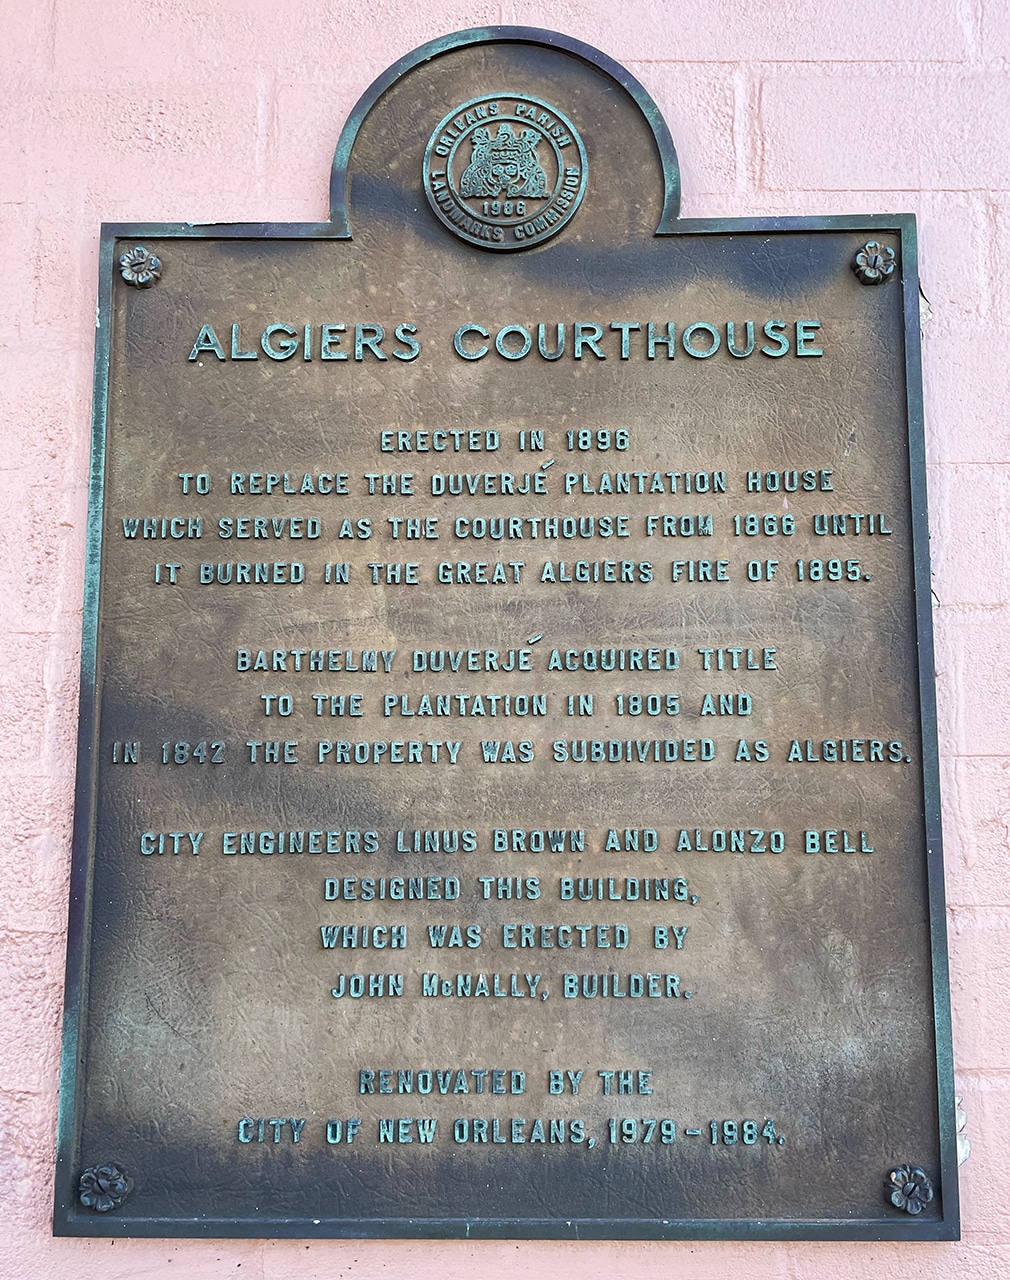 ORLEANS PARISH
LANDMARKS COMMISSION
1986
ALGIERS COURTHOUSE
ERECTED IN 1896
TO REPLACE THE DUVERJÉ PLANTATION HOUSE
WHICH SERVED AS THE COURTHOUSE FROM 1866 UNTIL
IT BURNED IN THE GREAT ALGIERS FIRE OF 1895.
BARTHELMY DUVERJÉ ACQUIRED TITLE
TO THE PLANTATION IN 1805 AND
IN 1842 THE PROPERTY WAS SUBDIVIDED AS ALGIERS.
CITY ENGINEERS LINUS BROWN AND ALONZO BELL
DESIGNED THIS BUILDING,
WHICH WAS ERECTED BY
JOHN McNALLY, BUILDER.
RENOVATED BY THE
CITY OF NEW ORLEANS, 1979-1984.